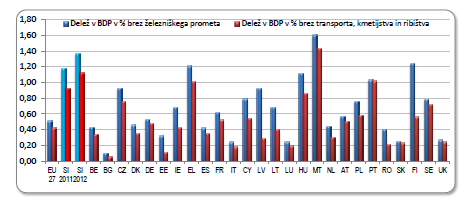 Delež v BDP v % brez železniškega prometa
Delež v BDP v % brez transporta, kmetijstva in ribištva
1,80
1,60
1,40
1,20
1,00
0,80
0,60
0,40
0,20
0,00
EU SI SI BE BG CZ DK DE EE IE EL ES FR IT CY LV LT LU HU MT NL AT PL PT RO SK FI SE UK
27 2011 2012